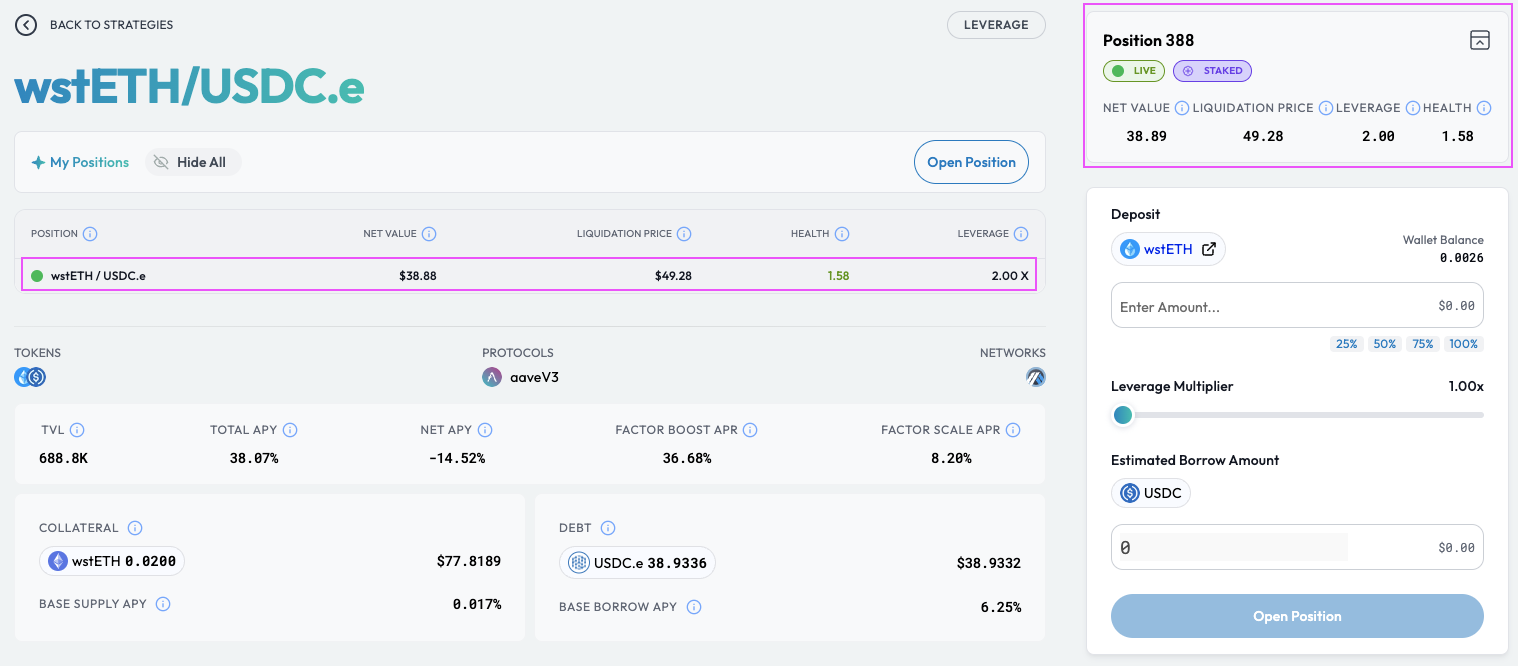 BACK TO STRATEGIES
LEVERAGE
wstETH/USDC.e
My Positions
Hide All
Open Position
POSITION NET VALUE LIQUIDATION PRICE HEALTH LEVERAGE
wstETH / USDC.e $38.88 $49.28 1.58 2.00 X
TOKENS PROTOCOLS NETWORKS
aaveV3
TVL TOTAL APY NET APY FACTOR BOOST APR FACTOR SCALE APR
688.8K 38.07% -14.52% 36.68% 8.20%
COLLATERAL
wstETH 0.0200 $77.8189
BASE SUPPLY APY 0.017%
DEBT
USDC.e 38.9336 $38.9332
BASE BORROW APY 6.25%
Position 388
LIVE STAKED
NET VALUE LIQUIDATION PRICE LEVERAGE HEALTH
38.89 49.28 2.00 1.58
Deposit
wstETH
Wallet Balance
0.0026
Enter Amount... $0.00
25% 50% 75% 100%
Leverage Multiplier 1.00x
Estimated Borrow Amount
USDC
0 $0.00
Open Position